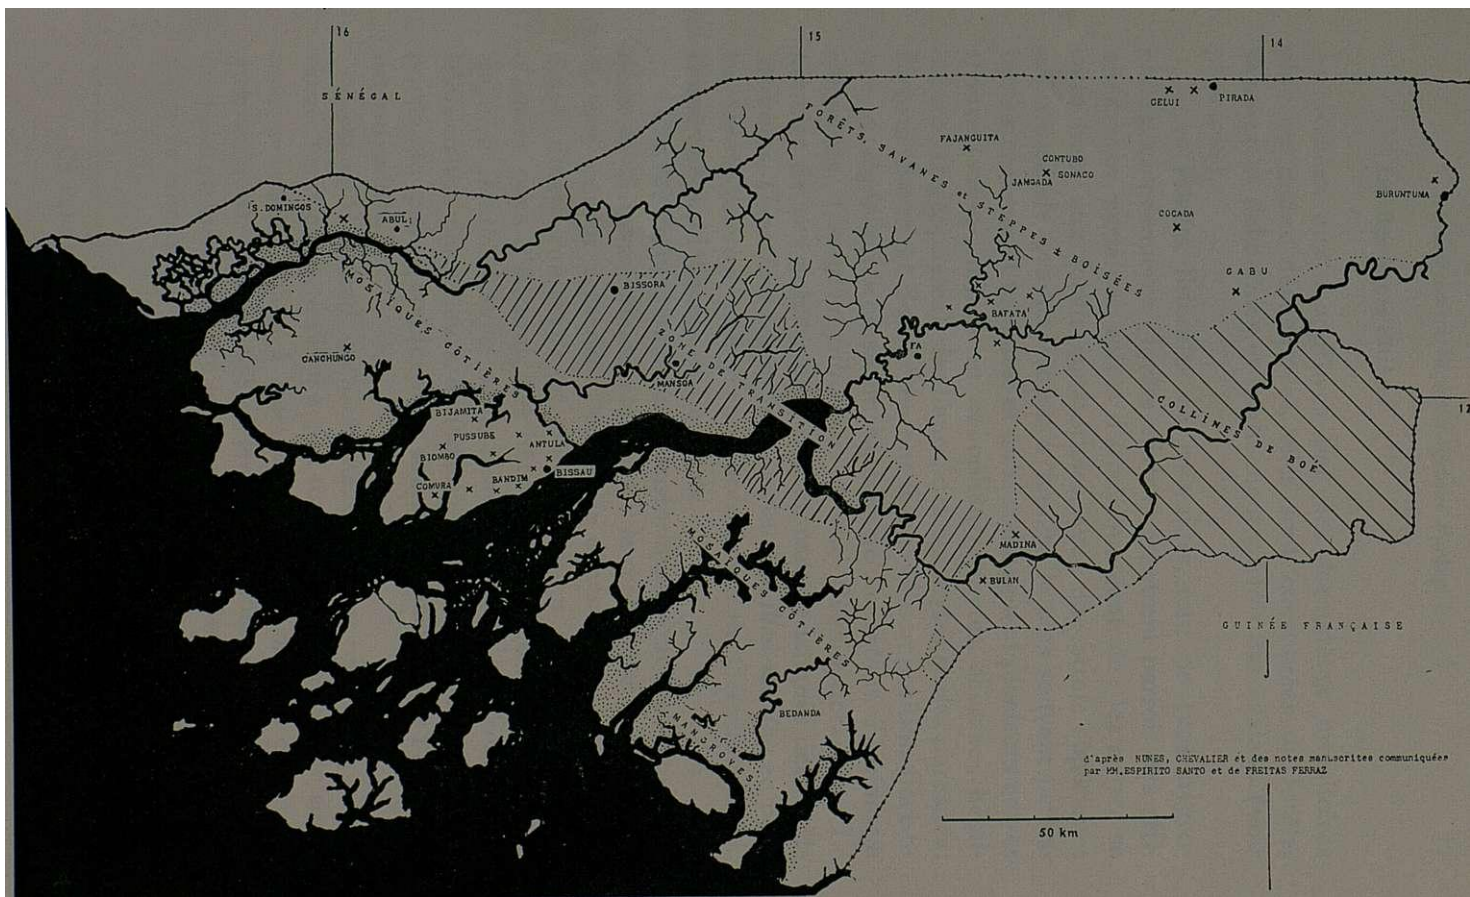 16
15
14
SÉNÉGAL
GELUI
PIRADA
FORÊTS, SAVANES et STEPPES ± BOISÉES
FAJANGUITA
CONTUBO
JAMGADA
SONACO
BURUNTUMA
S. DOMINGOS
ABUL
COCADA
GABU
MOSAÏQUES CÔTIÈRES
BISSORA
BAFATA
ZONE DE TRANSITION
CANCHUNGO
FA
MANSOA
12
BIJAMITA
COLLINES DE BOÉ
PUSSUBE
ANTULA
BIOMBO
BISSAU
COMURA
BANDIM
MADINA
MOSAÏQUES CÔTIÈRES
BULAN
GUINÉE FRANÇAISE
BEDANDA
MANGROVES
d'après NUNES, CHEVALIER et des notes manuscrites communiquées
par MM. ESPIRITO SANTO et de FREITAS FERRAZ
50 km